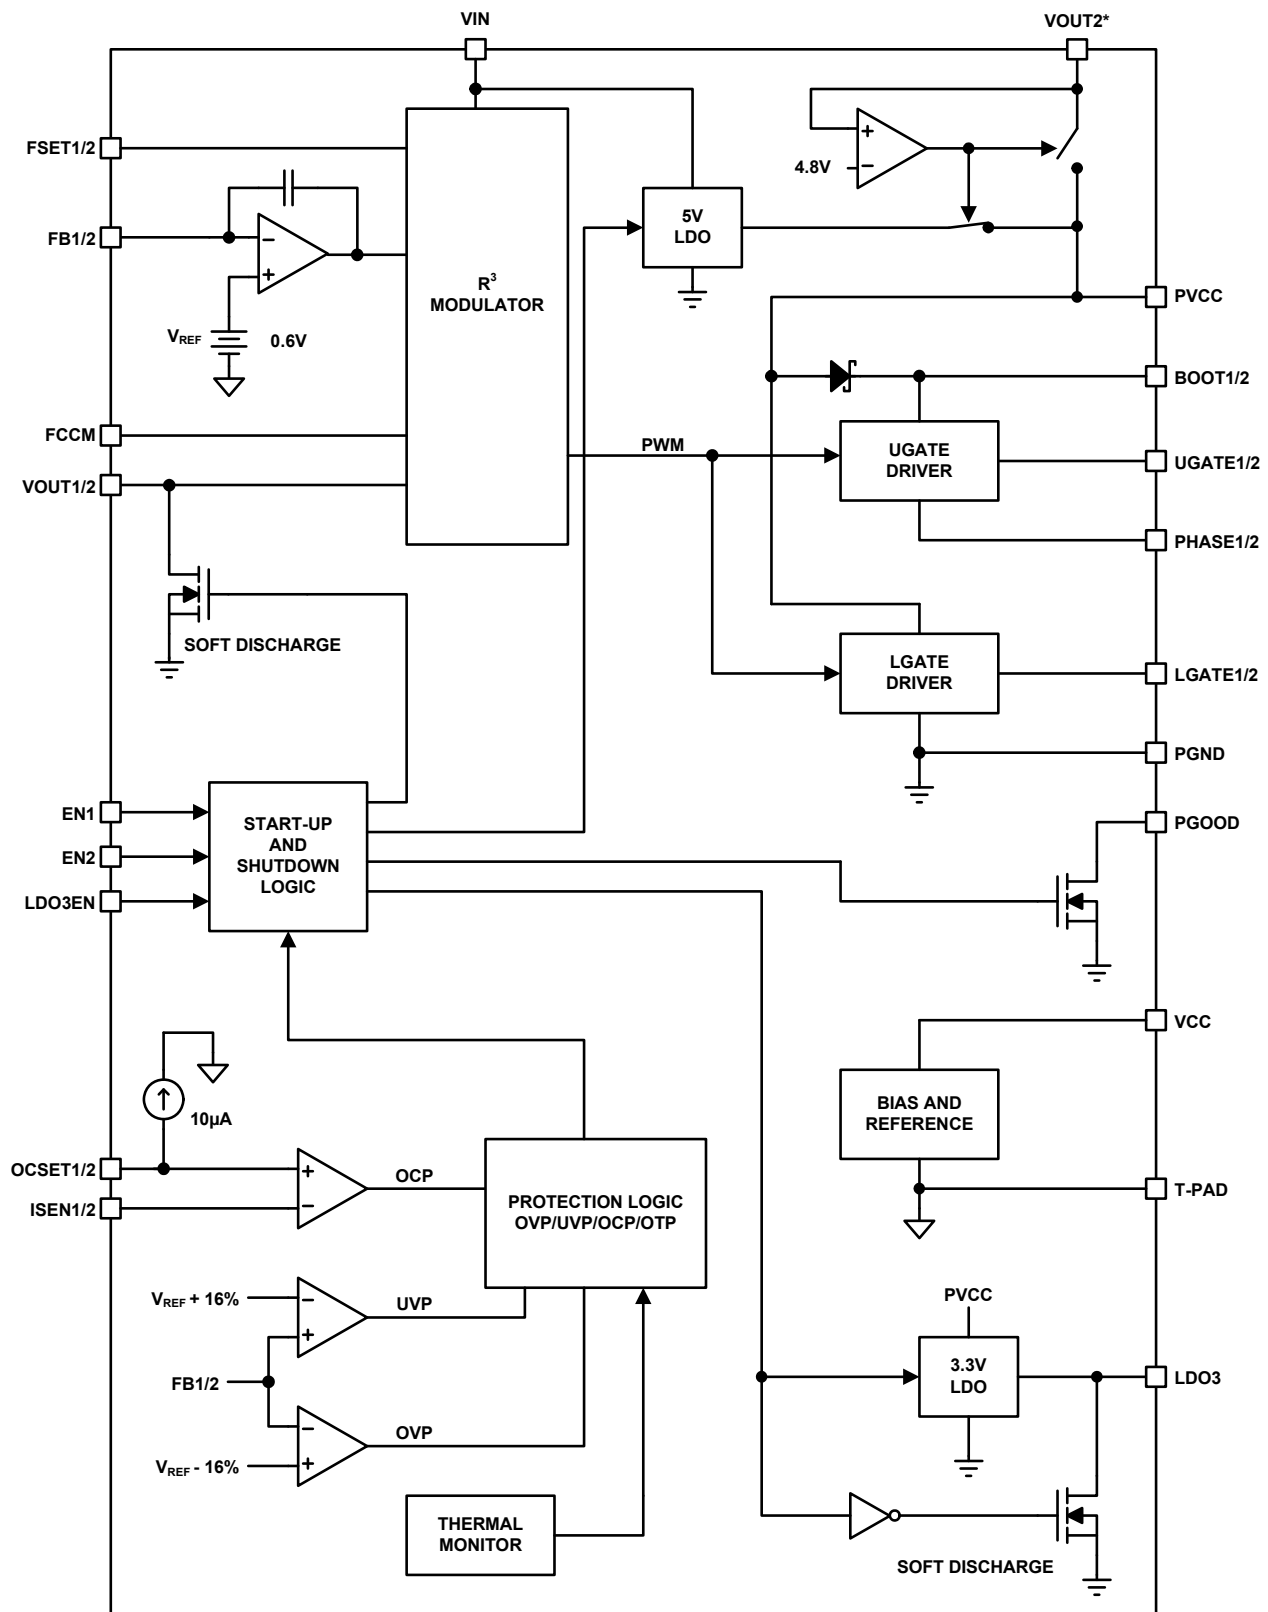 VIN
VOUT2*
FSET1/2
+
4.8V
−
5V
LDO
FB1/2
−
+
R³
MODULATOR
V_REF
0.6V
PVCC
BOOT1/2
FCCM
PWM
UGATE
DRIVER
UGATE1/2
VOUT1/2
PHASE1/2
SOFT DISCHARGE
LGATE
DRIVER
LGATE1/2
PGND
EN1
EN2
LDO3EN
START-UP
AND
SHUTDOWN
LOGIC
PGOOD
VCC
10µA
BIAS AND
REFERENCE
OCSET1/2
+
OCP
ISEN1/2
−
PROTECTION LOGIC
OVP/UVP/OCP/OTP
T-PAD
V_REF + 16%
−
UVP
+
FB1/2
−
OVP
V_REF - 16%
+
PVCC
3.3V
LDO
LDO3
THERMAL
MONITOR
SOFT DISCHARGE